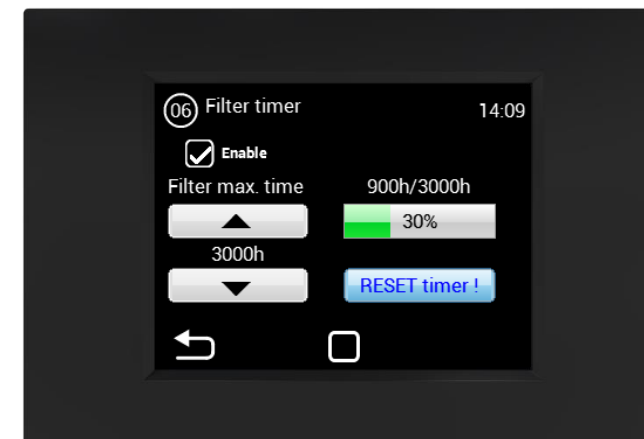 06 Filter timer 14:09
Enable
Filter max. time 900h/3000h
30%
3000h
RESET timer !